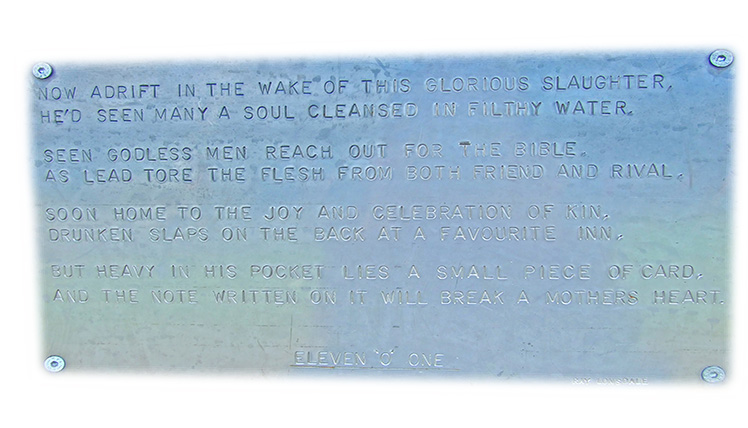 NOW ADRIFT IN THE WAKE OF THIS GLORIOUS SLAUGHTER,
HE'D SEEN MANY A SOUL CLEANSED IN FILTHY WATER.
SEEN GODLESS MEN REACH OUT FOR THE BIBLE.
AS LEAD TORE THE FLESH FROM BOTH FRIEND AND RIVAL.
SOON HOME TO THE JOY AND CELEBRATION OF KIN,
DRUNKEN SLAPS ON THE BACK AT A FAVOURITE INN.
BUT HEAVY IN HIS POCKET LIES A SMALL PIECE OF CARD,
AND THE NOTE WRITTEN ON IT WILL BREAK A MOTHERS HEART.
ELEVEN 'O' ONE